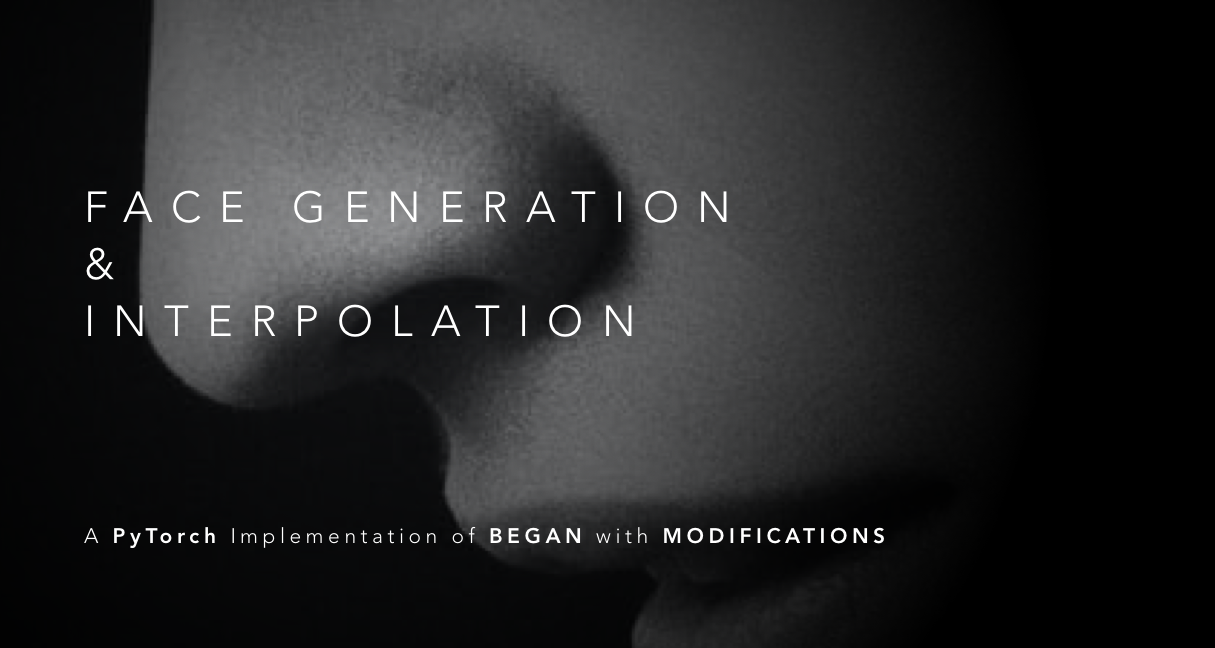 FACE GENERATION
&
INTERPOLATION
A PyTorch Implementation of BEGAN with MODIFICATIONS